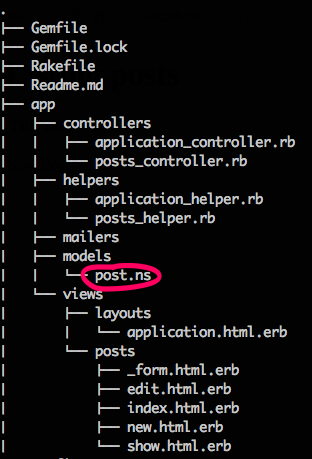 .
├── Gemfile
├── Gemfile.lock
├── Rakefile
├── Readme.md
├── app
|   ├── controllers
|   |   ├── application_controller.rb
|   |   └── posts_controller.rb
|   ├── helpers
|   |   ├── application_helper.rb
|   |   └── posts_helper.rb
|   ├── mailers
|   ├── models
|   |   └── post.ns
|   └── views
|       ├── layouts
|       |   └── application.html.erb
|       └── posts
|           ├── _form.html.erb
|           ├── edit.html.erb
|           ├── index.html.erb
|           ├── new.html.erb
|           └── show.html.erb